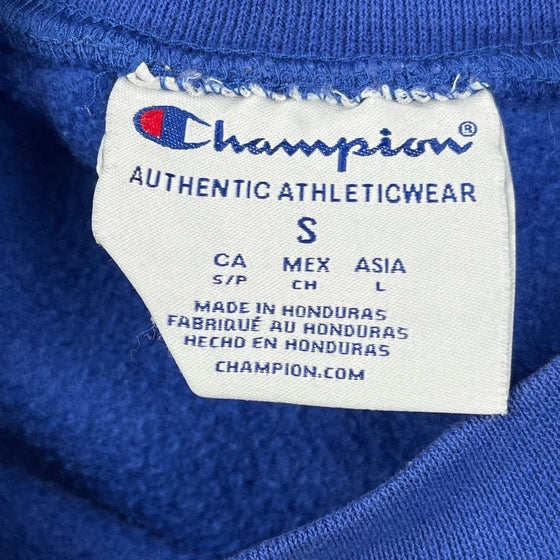 Champion®
AUTHENTIC ATHLETICWEAR
S
CA MEX ASIA
S/P CH L
MADE IN HONDURAS
FABRIQUÉ AU HONDURAS
HECHO EN HONDURAS
CHAMPION.COM